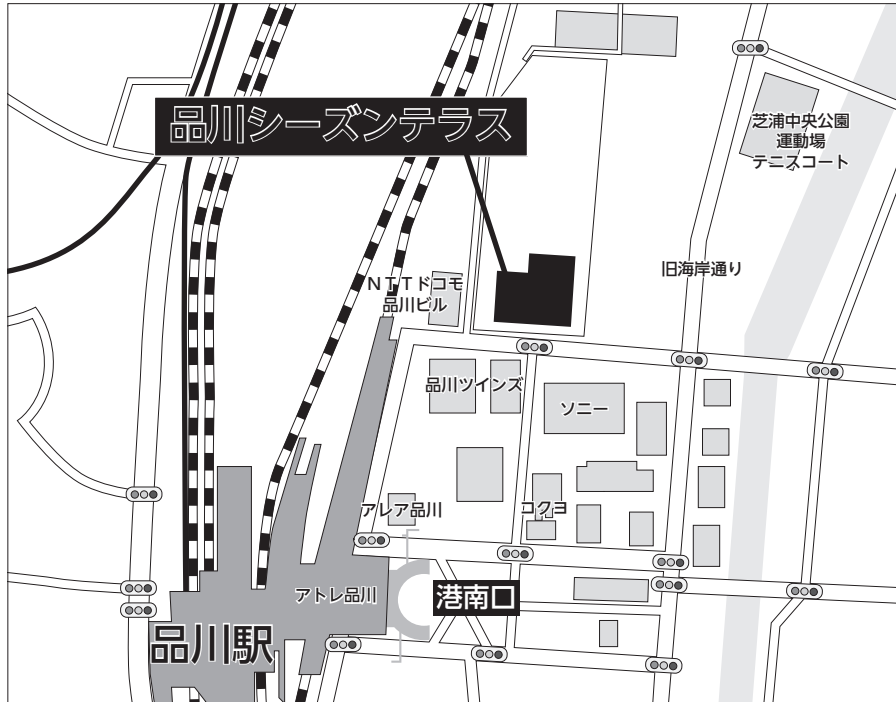 品川シーズンテラス
芝浦中央公園
運動場
テニスコート
旧海岸通り
NTTドコモ
品川ビル
品川ツインズ
ソニー
アレア品川
コクヨ
アトレ品川
港南口
品川駅